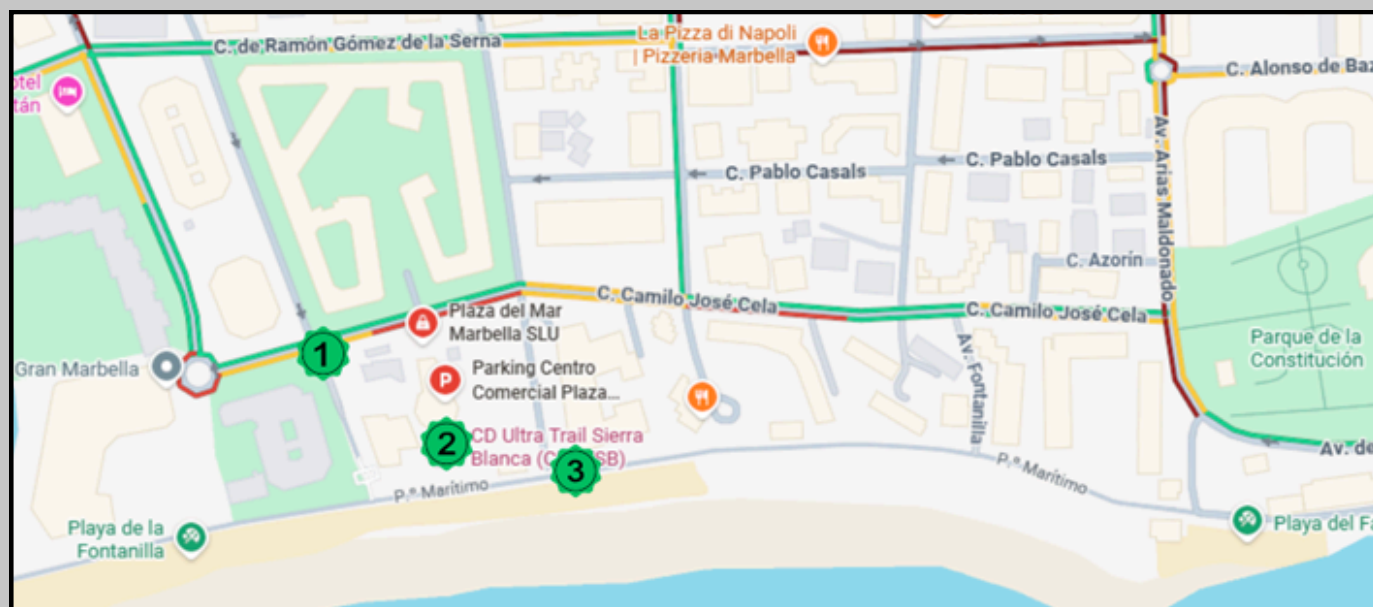 C. de Ramón Gómez de la Serna
La Pizza di Napoli
| Pizzeria·Marbella
C. Alonso de Baz
otel
tán
Av. Arias Maldonado
C. Pablo Casals
C. Pablo Casals
C. Azorín
C. Camilo José Cela
C. Camilo José Cela
Plaza del Mar
Marbella SLU
1
Gran Marbella
Parque de la
Constitución
P
Parking Centro
Comercial Plaza...
Av. Fontanilla
2
CD Ultra Trail Sierra
Blanca (C SB)
3
Av. de
P.º Marítimo
P.º Marítimo
Playa de la
Fontanilla
Playa del Fa